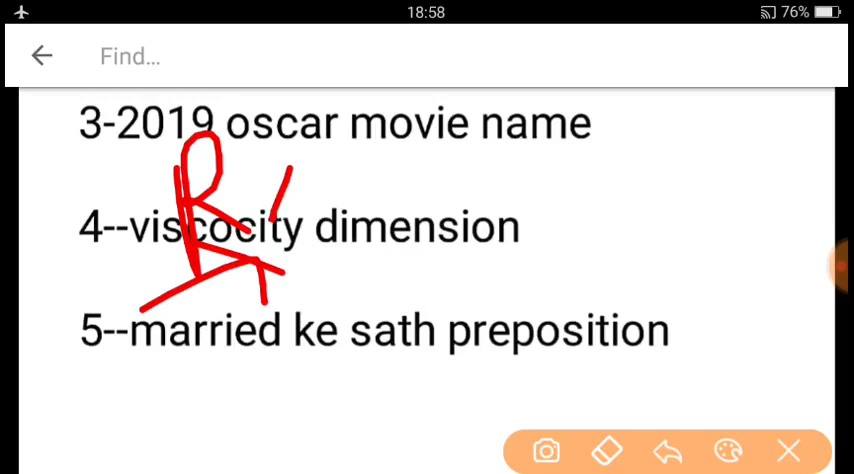 18:58
76%
Find...
3-2019 oscar movie name
4--viscocity dimension
5--married ke sath preposition